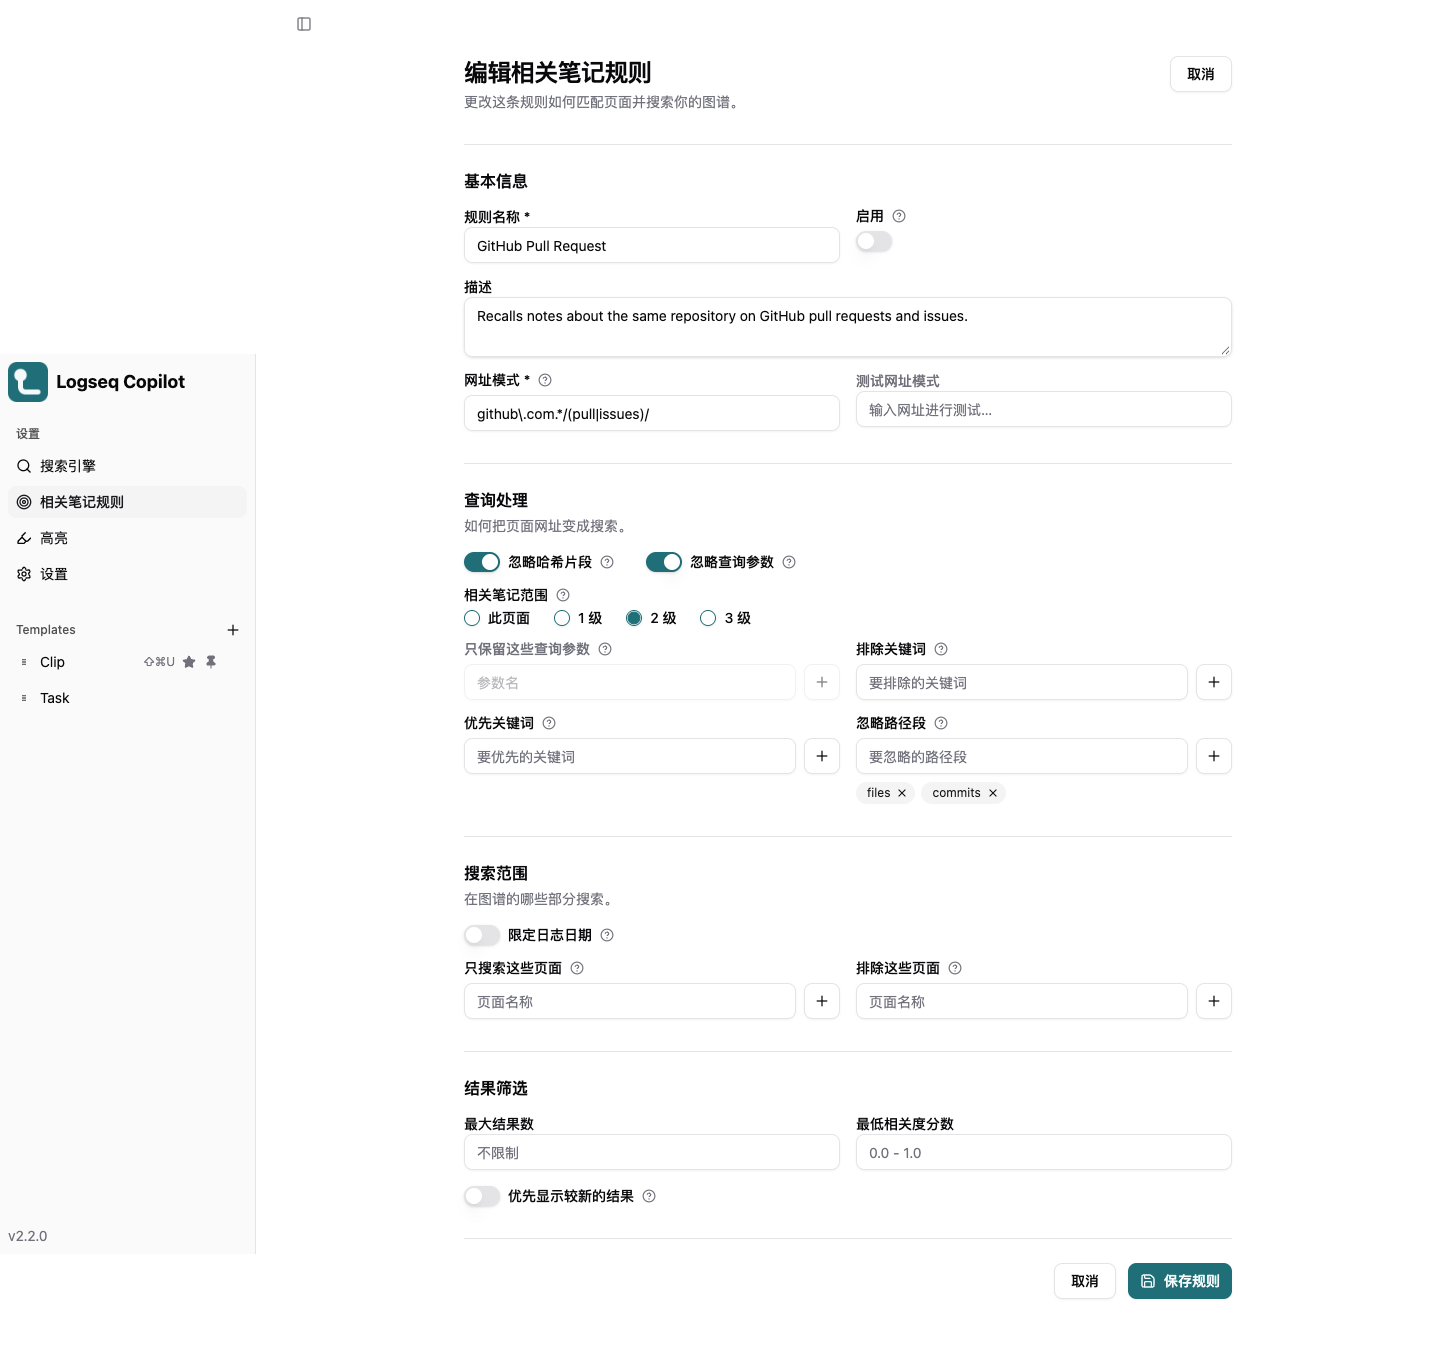 Logseq Copilot
设置
搜索引擎
相关笔记规则
高亮
设置
Templates
Clip ⇧⌘U
Task
v2.2.0
编辑相关笔记规则
取消
更改这条规则如何匹配页面并搜索你的图谱。
基本信息
规则名称 *
启用
GitHub Pull Request
描述
Recalls notes about the same repository on GitHub pull requests and issues.
网址模式 *
测试网址模式
github\.com.*/(pull|issues)/
输入网址进行测试...
查询处理
如何把页面网址变成搜索。
忽略哈希片段
忽略查询参数
相关笔记范围
此页面
1 级
2 级
3 级
只保留这些查询参数
排除关键词
参数名
要排除的关键词
优先关键词
忽略路径段
要优先的关键词
要忽略的路径段
files
commits
搜索范围
在图谱的哪些部分搜索。
限定日志日期
只搜索这些页面
排除这些页面
页面名称
页面名称
结果筛选
最大结果数
最低相关度分数
不限制
0.0 - 1.0
优先显示较新的结果
取消
保存规则